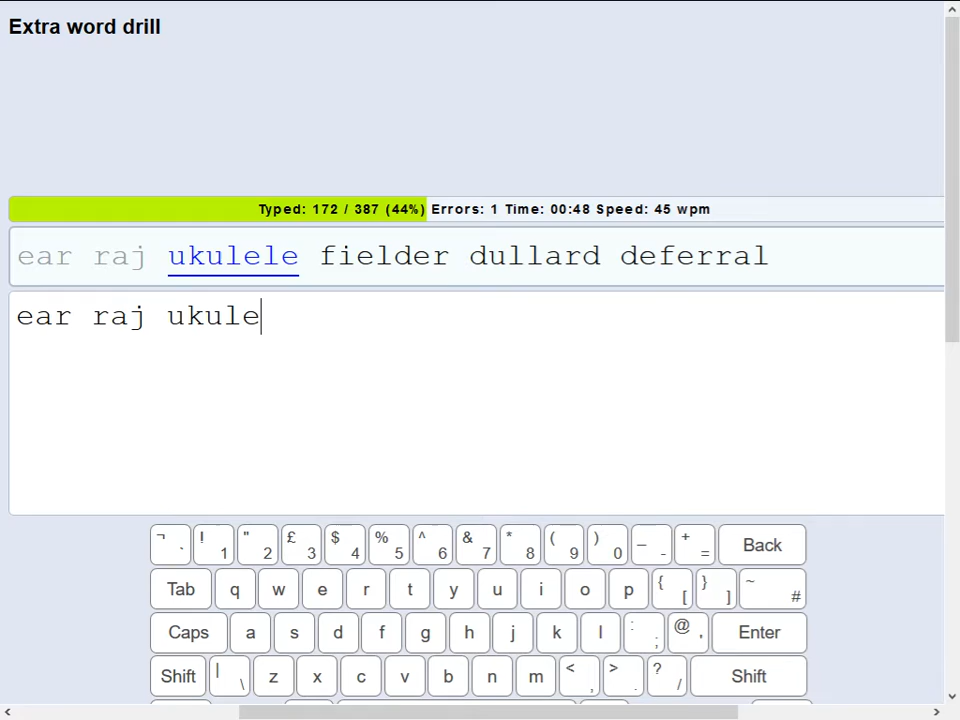 Extra word drill
Typed: 172 / 387 (44%) Errors: 1 Time: 00:48 Speed: 45 wpm
ear raj ukulele fielder dullard deferral
ear raj ukule
¬ ` ! 1 " 2 £ 3 $ 4 % 5 ^ 6 & 7 * 8 ( 9 ) 0 _ - + = Back
Tab q w e r t y u i o p { [ } ] ~ #
Caps a s d f g h j k l : ; @ , Enter
Shift | \ z x c v b n m < , > . ? / Shift